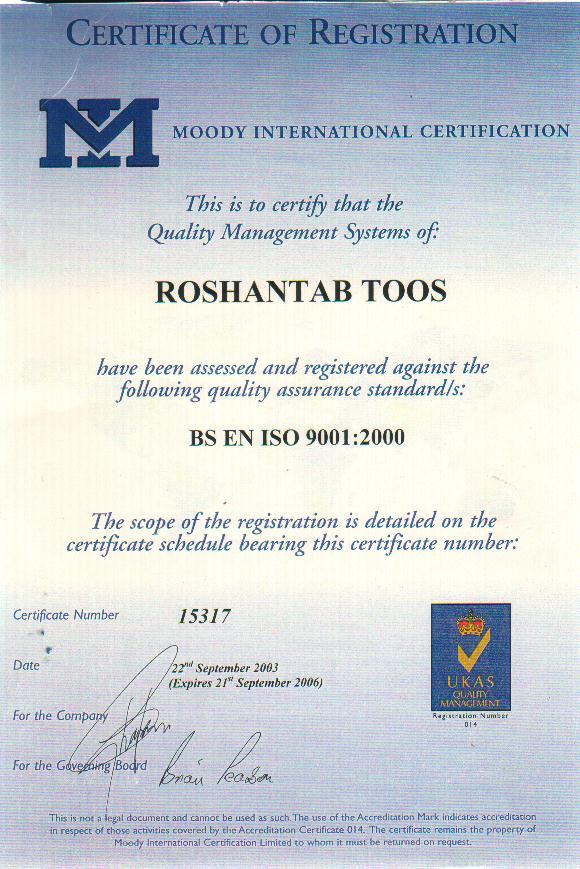 CERTIFICATE OF REGISTRATION
MOODY INTERNATIONAL CERTIFICATION
This is to certify that the
Quality Management Systems of:
ROSHANTAB TOOS
have been assessed and registered against the
following quality assurance standard/s:
BS EN ISO 9001:2000
The scope of the registration is detailed on the
certificate schedule bearing this certificate number:
Certificate Number 15317
Date 22nd September 2003
(Expires 21st September 2006)
For the Company
For the Governing Board Brian Pearson
UKAS
QUALITY
MANAGEMENT
Registration Number
014
This is not a legal document and cannot be used as such. The use of the Accreditation Mark indicates accreditation
in respect of those activities covered by the Accreditation Certificate 014. The certificate remains the property of
Moody International Certification Limited to whom it must be returned on request.